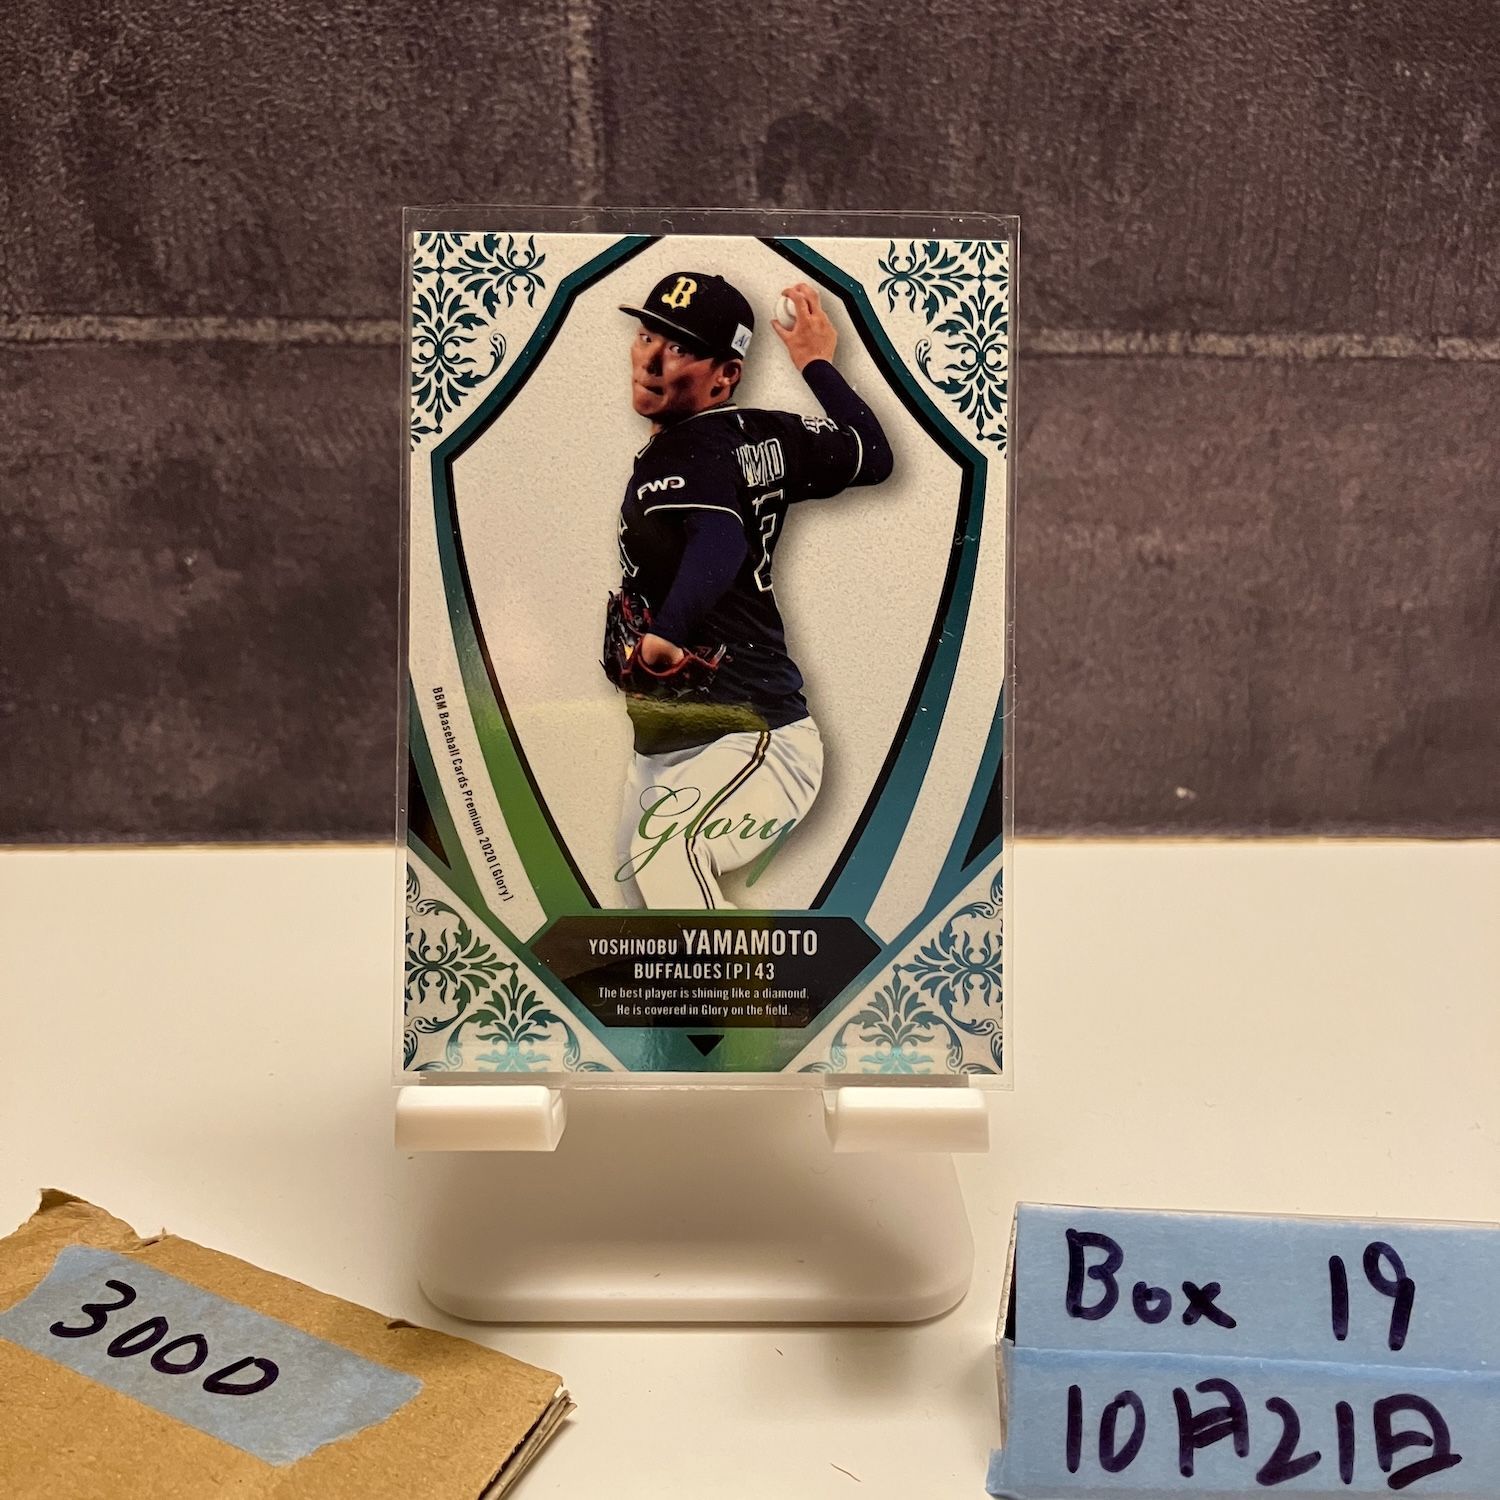 B
FWD
BBM Baseball Cards Premium 2020 [Glory]
Glory
YOSHINOBU YAMAMOTO
BUFFALOES [P] 43
The best player is shining like a diamond.
He is covered in Glory on the field.
3000
Box 19
10月21日